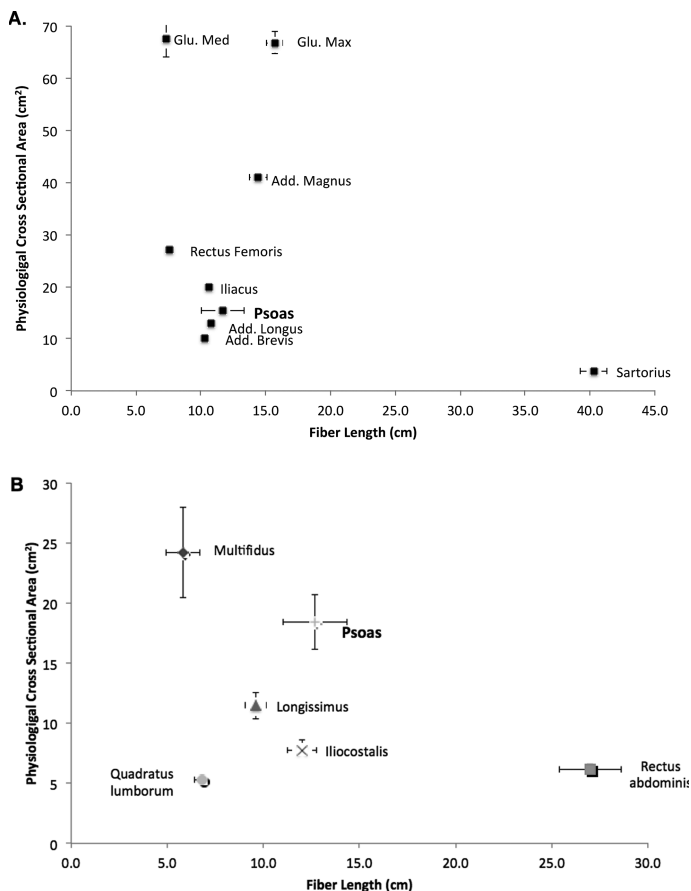 A.
70
60
50
40
30
20
10
0
Physiologigal Cross Sectional Area (cm²)
Glu. Med
Glu. Max
Add. Magnus
Rectus Femoris
Iliacus
Psoas
Add. Longus
Add. Brevis
Sartorius
0.0 5.0 10.0 15.0 20.0 25.0 30.0 35.0 40.0 45.0
Fiber Length (cm)
B
30
25
20
15
10
5
0
Physiologigal Cross Sectional Area (cm²)
Multifidus
Psoas
Longissimus
Iliocostalis
Quadratus
lumborum
Rectus
abdominis
0.0 5.0 10.0 15.0 20.0 25.0 30.0
Fiber Length (cm)